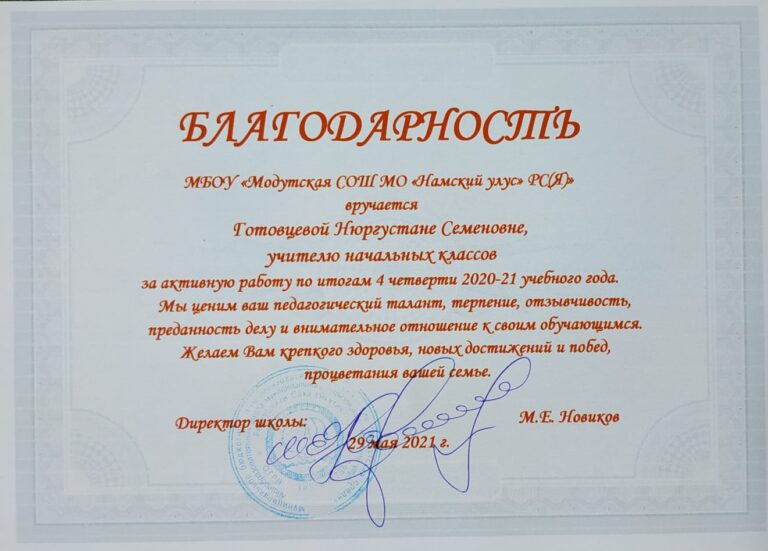 БЛАГОДАРНОСТЬ
МБОУ «Модутская СОШ МО «Намский улус» РС(Я)»
вручается
Готовцевой Нюргустане Семеновне,
учителю начальных классов
за активную работу по итогам 4 четверти 2020-21 учебного года.
Мы ценим ваш педагогический талант, терпение, отзывчивость,
преданность делу и внимательное отношение к своим обучающимся.
Желаем Вам крепкого здоровья, новых достижений и побед,
процветания вашей семье.
Директор школы: М.Е. Новиков
29 мая 2021 г.